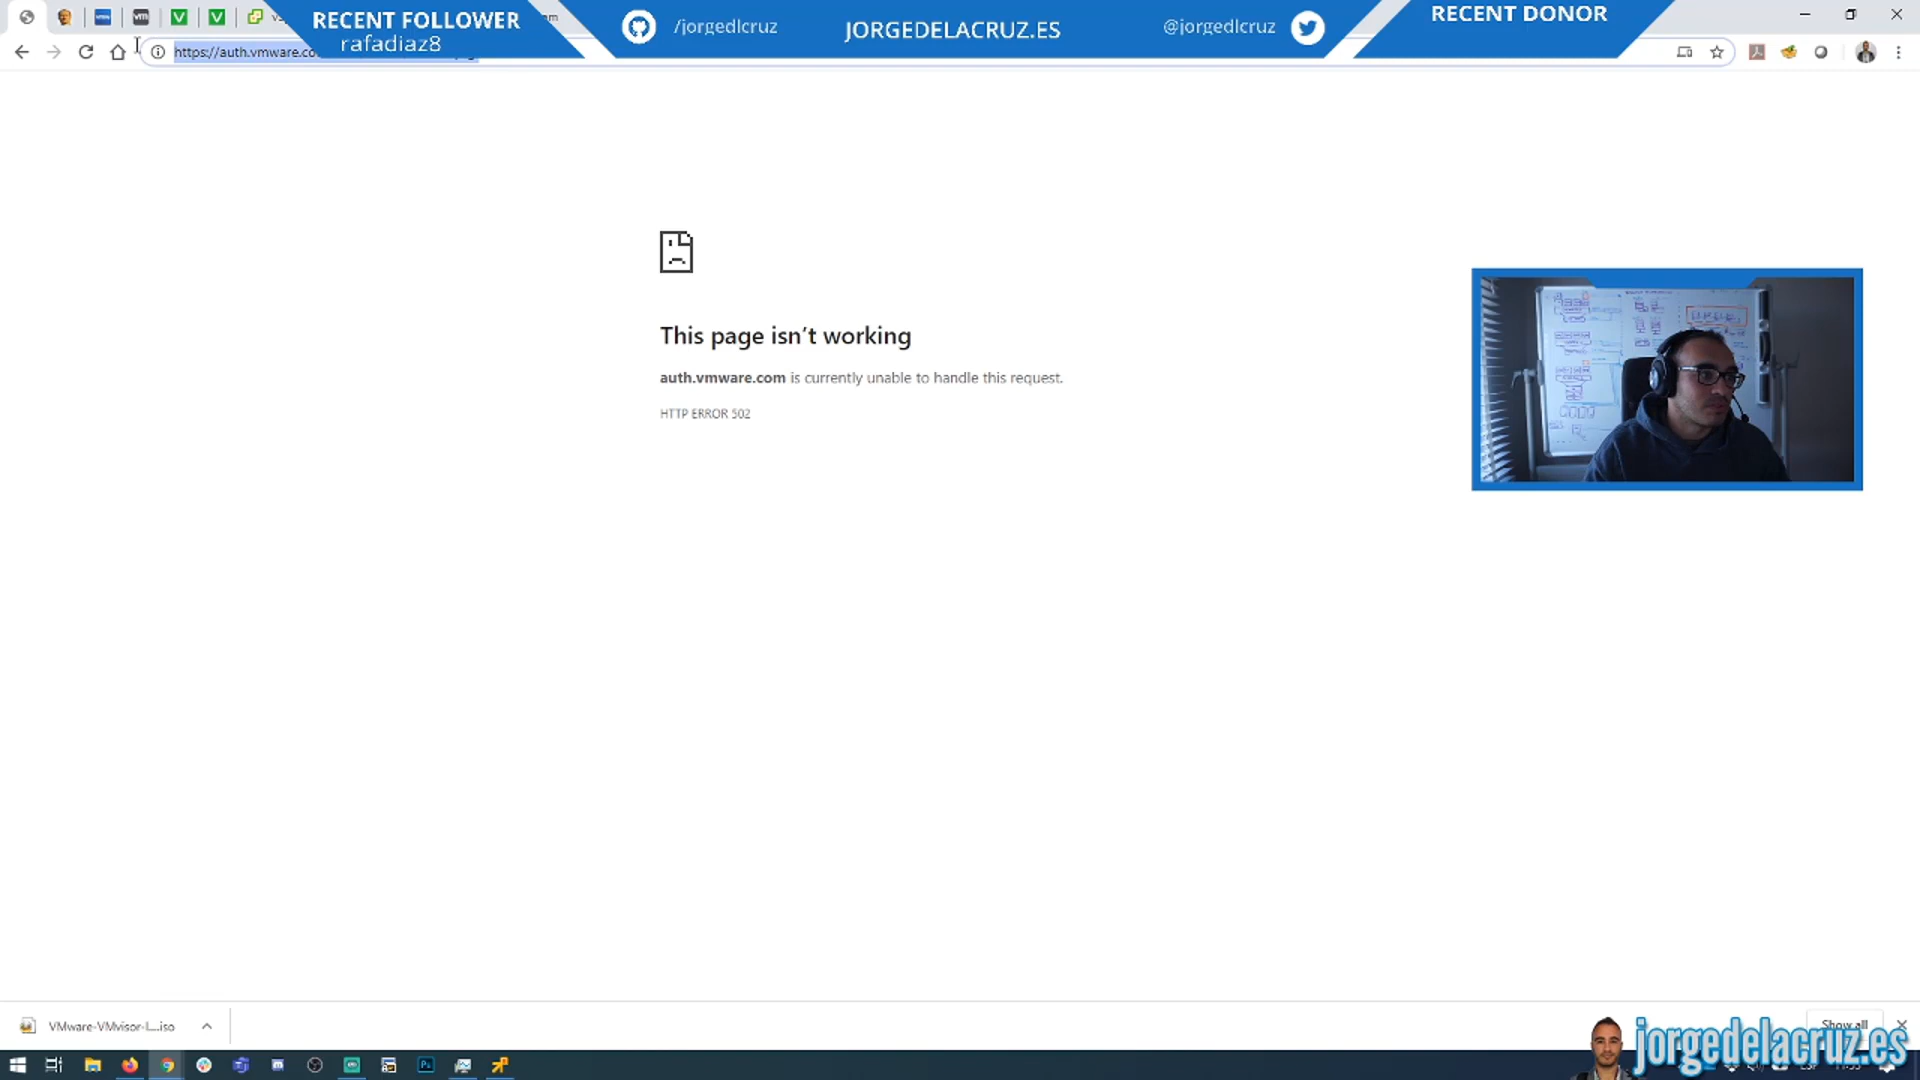 RECENT FOLLOWER
rafadiaz8
/jorgedlcruz
JORGEDELACRUZ.ES
@jorgedlcruz
RECENT DONOR
https://auth.vmware.co
This page isn’t working
auth.vmware.com is currently unable to handle this request.
HTTP ERROR 502
VMware-VMvisor-I....iso
Show all
jorgedelacruz.es